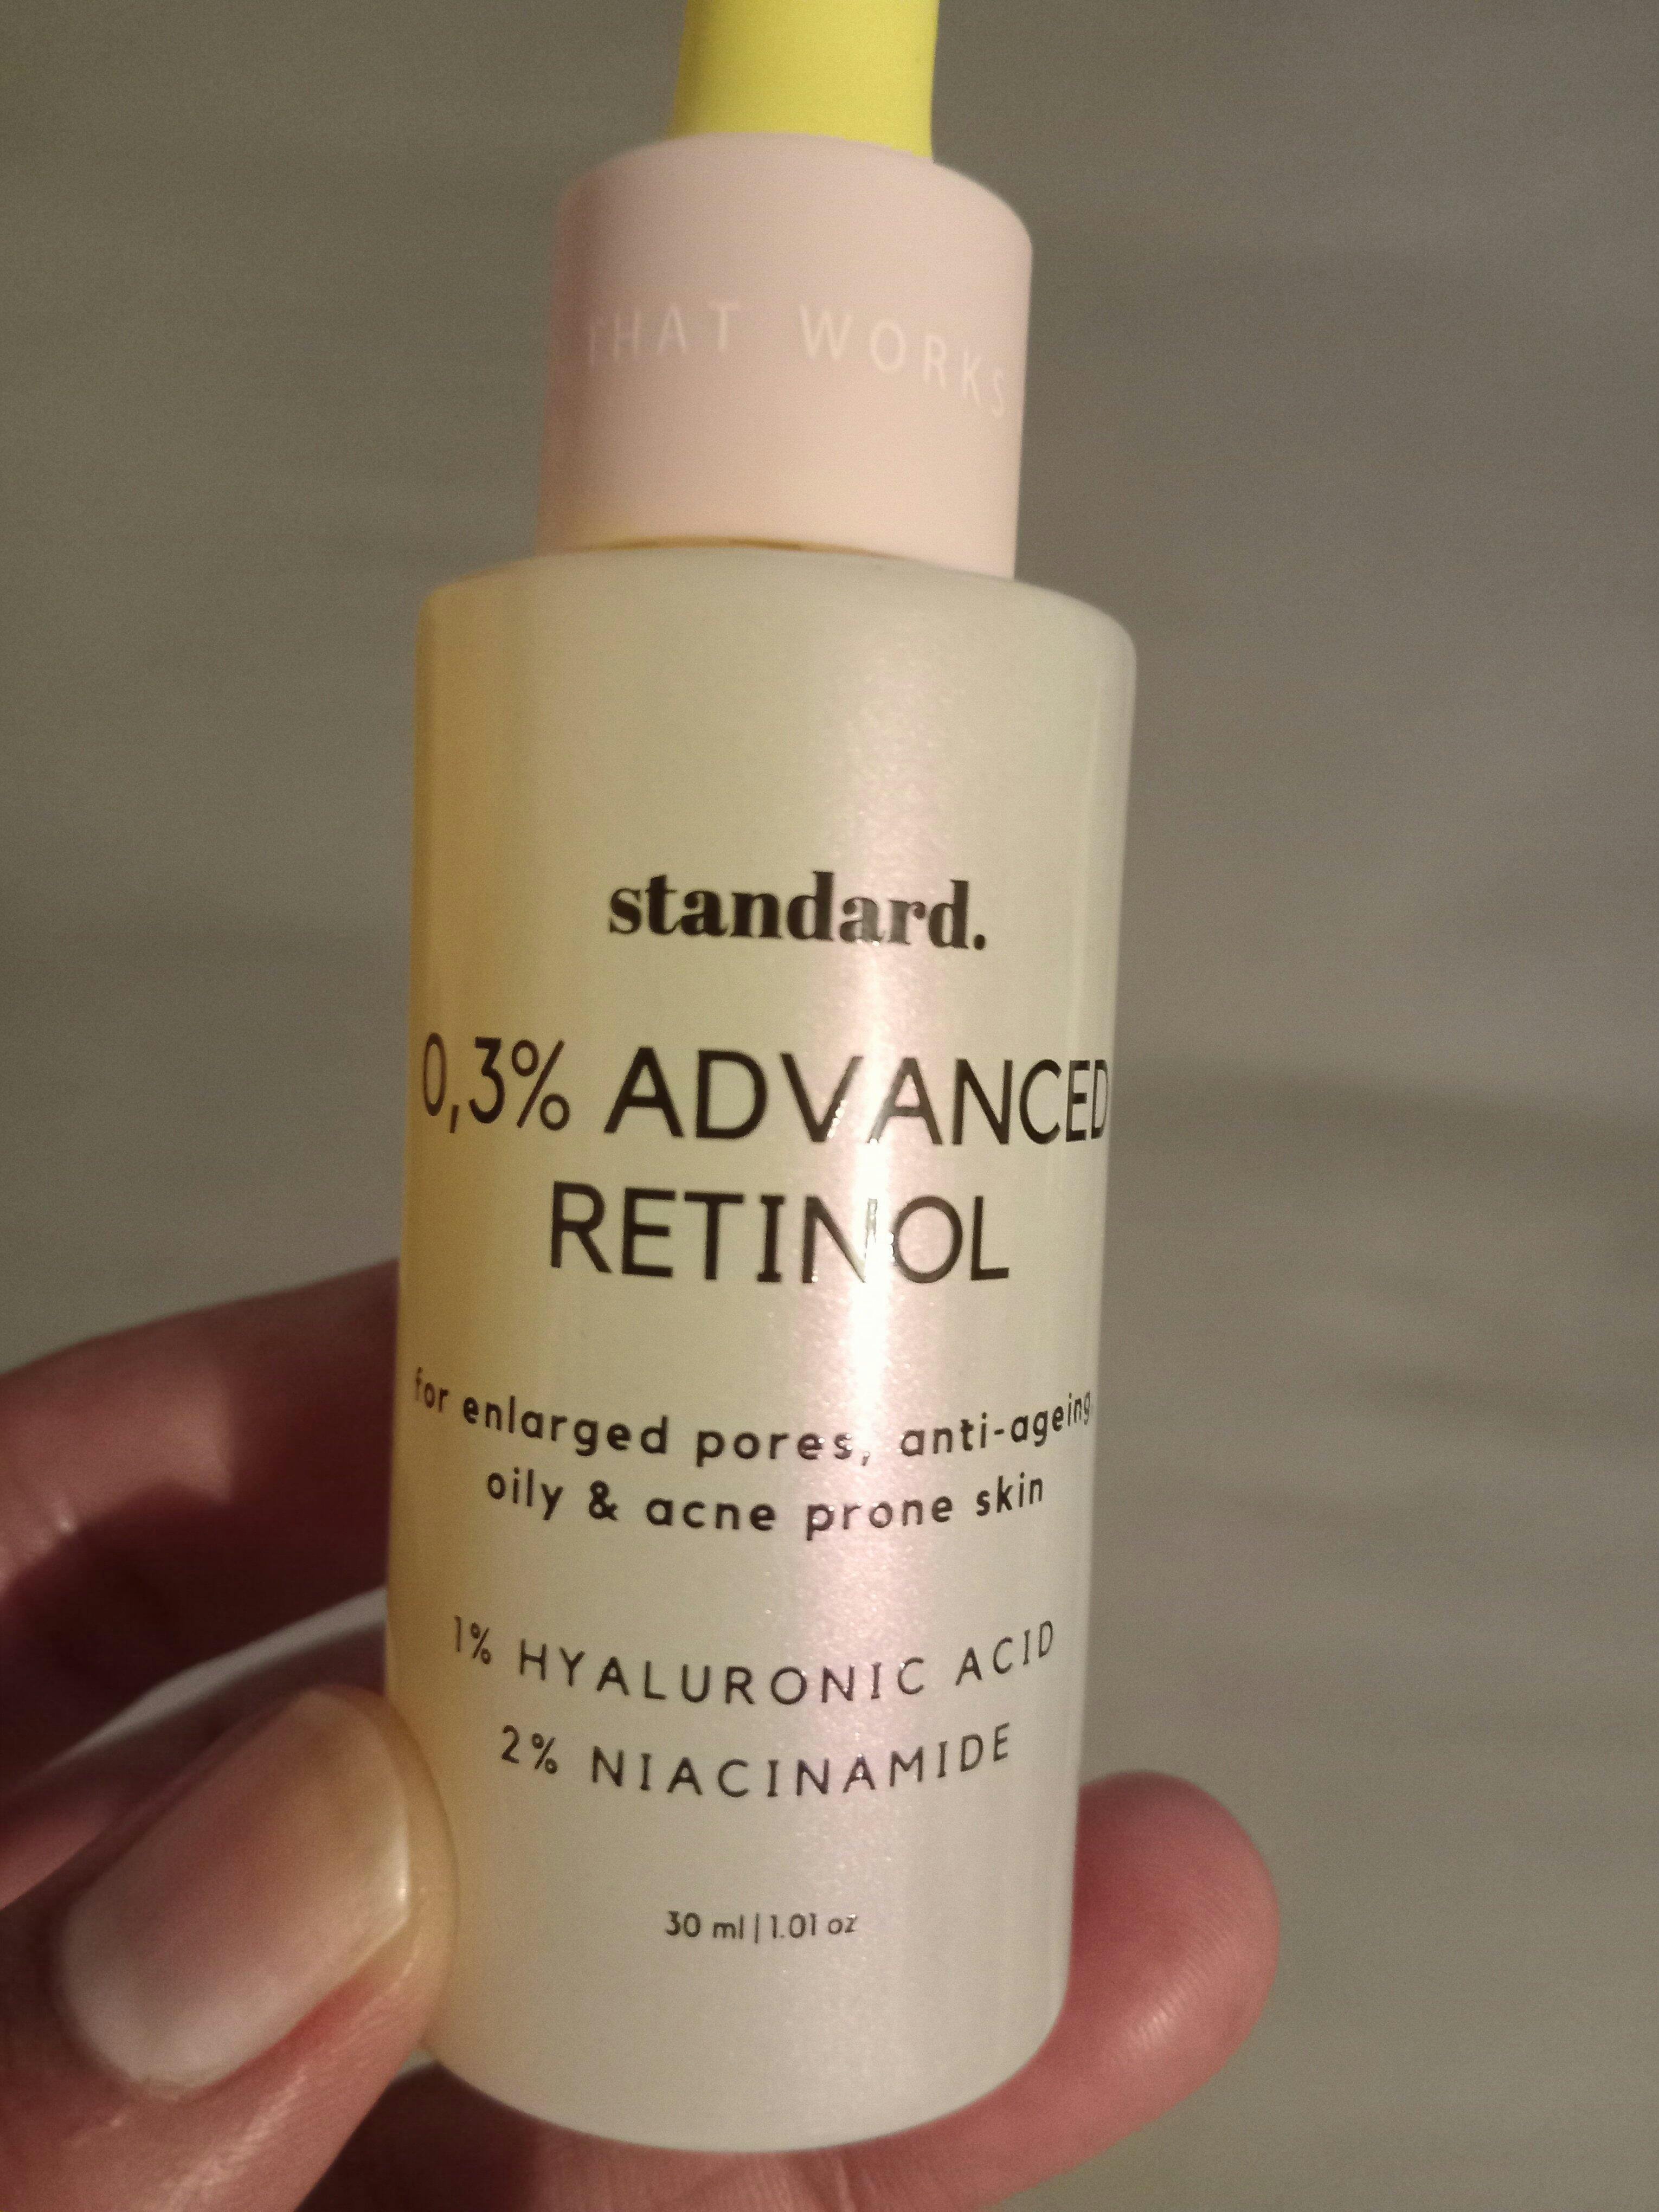 THAT WORKS
standard.
0,3% ADVANCED
RETINOL
for enlarged pores, anti-ageing,
oily & acne prone skin
1% HYALURONIC ACID
2% NIACINAMIDE
30 ml | 1.01 oz